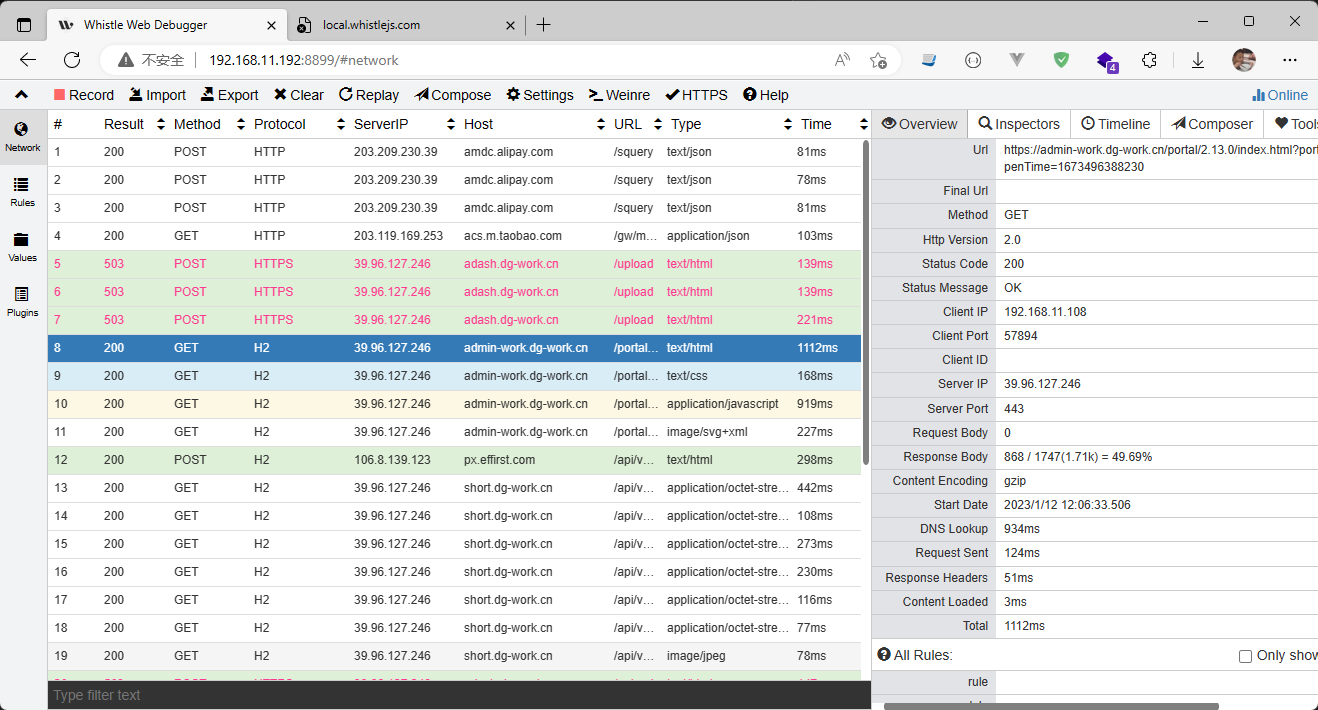 Whistle Web Debugger
local.whistlejs.com
不安全 192.168.11.192:8899/#network
4
Record Import Export Clear Replay Compose Settings Weinre HTTPS Help Online
Network
Rules
Values
Plugins
# Result Method Protocol ServerIP Host URL Type Time
1 200 POST HTTP 203.209.230.39 amdc.alipay.com /squery text/json 81ms
2 200 POST HTTP 203.209.230.39 amdc.alipay.com /squery text/json 78ms
3 200 POST HTTP 203.209.230.39 amdc.alipay.com /squery text/json 81ms
4 200 GET HTTP 203.119.169.253 acs.m.taobao.com /gw/m... application/json 103ms
5 503 POST HTTPS 39.96.127.246 adash.dg-work.cn /upload text/html 139ms
6 503 POST HTTPS 39.96.127.246 adash.dg-work.cn /upload text/html 139ms
7 503 POST HTTPS 39.96.127.246 adash.dg-work.cn /upload text/html 221ms
8 200 GET H2 39.96.127.246 admin-work.dg-work.cn /portal... text/html 1112ms
9 200 GET H2 39.96.127.246 admin-work.dg-work.cn /portal... text/css 168ms
10 200 GET H2 39.96.127.246 admin-work.dg-work.cn /portal... application/javascript 919ms
11 200 GET H2 39.96.127.246 admin-work.dg-work.cn /portal... image/svg+xml 227ms
12 200 POST H2 106.8.139.123 px.effirst.com /api/v... text/html 298ms
13 200 GET H2 39.96.127.246 short.dg-work.cn /api/v... application/octet-stre... 442ms
14 200 GET H2 39.96.127.246 short.dg-work.cn /api/v... application/octet-stre... 108ms
15 200 GET H2 39.96.127.246 short.dg-work.cn /api/v... application/octet-stre... 273ms
16 200 GET H2 39.96.127.246 short.dg-work.cn /api/v... application/octet-stre... 230ms
17 200 GET H2 39.96.127.246 short.dg-work.cn /api/v... application/octet-stre... 116ms
18 200 GET H2 39.96.127.246 short.dg-work.cn /api/v... application/octet-stre... 77ms
19 200 GET H2 39.96.127.246 short.dg-work.cn /api/v... image/jpeg 78ms
Type filter text
Overview Inspectors Timeline Composer Tools
Url https://admin-work.dg-work.cn/portal/2.13.0/index.html?por
penTime=1673496388230
Final Url
Method GET
Http Version 2.0
Status Code 200
Status Message OK
Client IP 192.168.11.108
Client Port 57894
Client ID
Server IP 39.96.127.246
Server Port 443
Request Body 0
Response Body 868 / 1747(1.71k) = 49.69%
Content Encoding gzip
Start Date 2023/1/12 12:06:33.506
DNS Lookup 934ms
Request Sent 124ms
Response Headers 51ms
Content Loaded 3ms
Total 1112ms
All Rules: Only show
rule